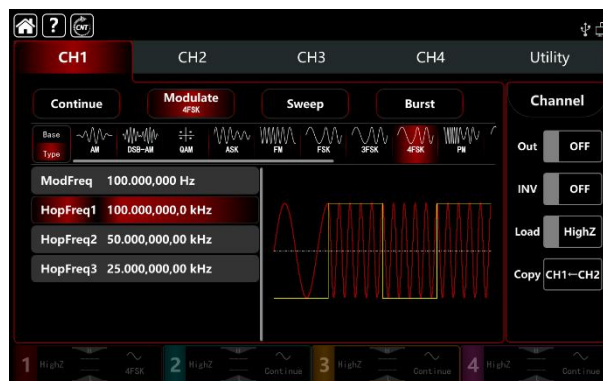 ? CNT
CH1 CH2 CH3 CH4 Utility
Continue Modulate 4FSK Sweep Burst Channel
Base Type AM DSB-AM QAM ASK FM FSK 3FSK 4FSK PM
Out OFF
ModFreq 100.000,000 Hz
INV OFF
HopFreq1 100.000,000,0 kHz
Load HighZ
HopFreq2 50.000,000,00 kHz
HopFreq3 25.000,000,00 kHz
Copy CH1←CH2
1 HighZ 4FSK 2 HighZ Continue 3 HighZ Continue 4 HighZ Continue